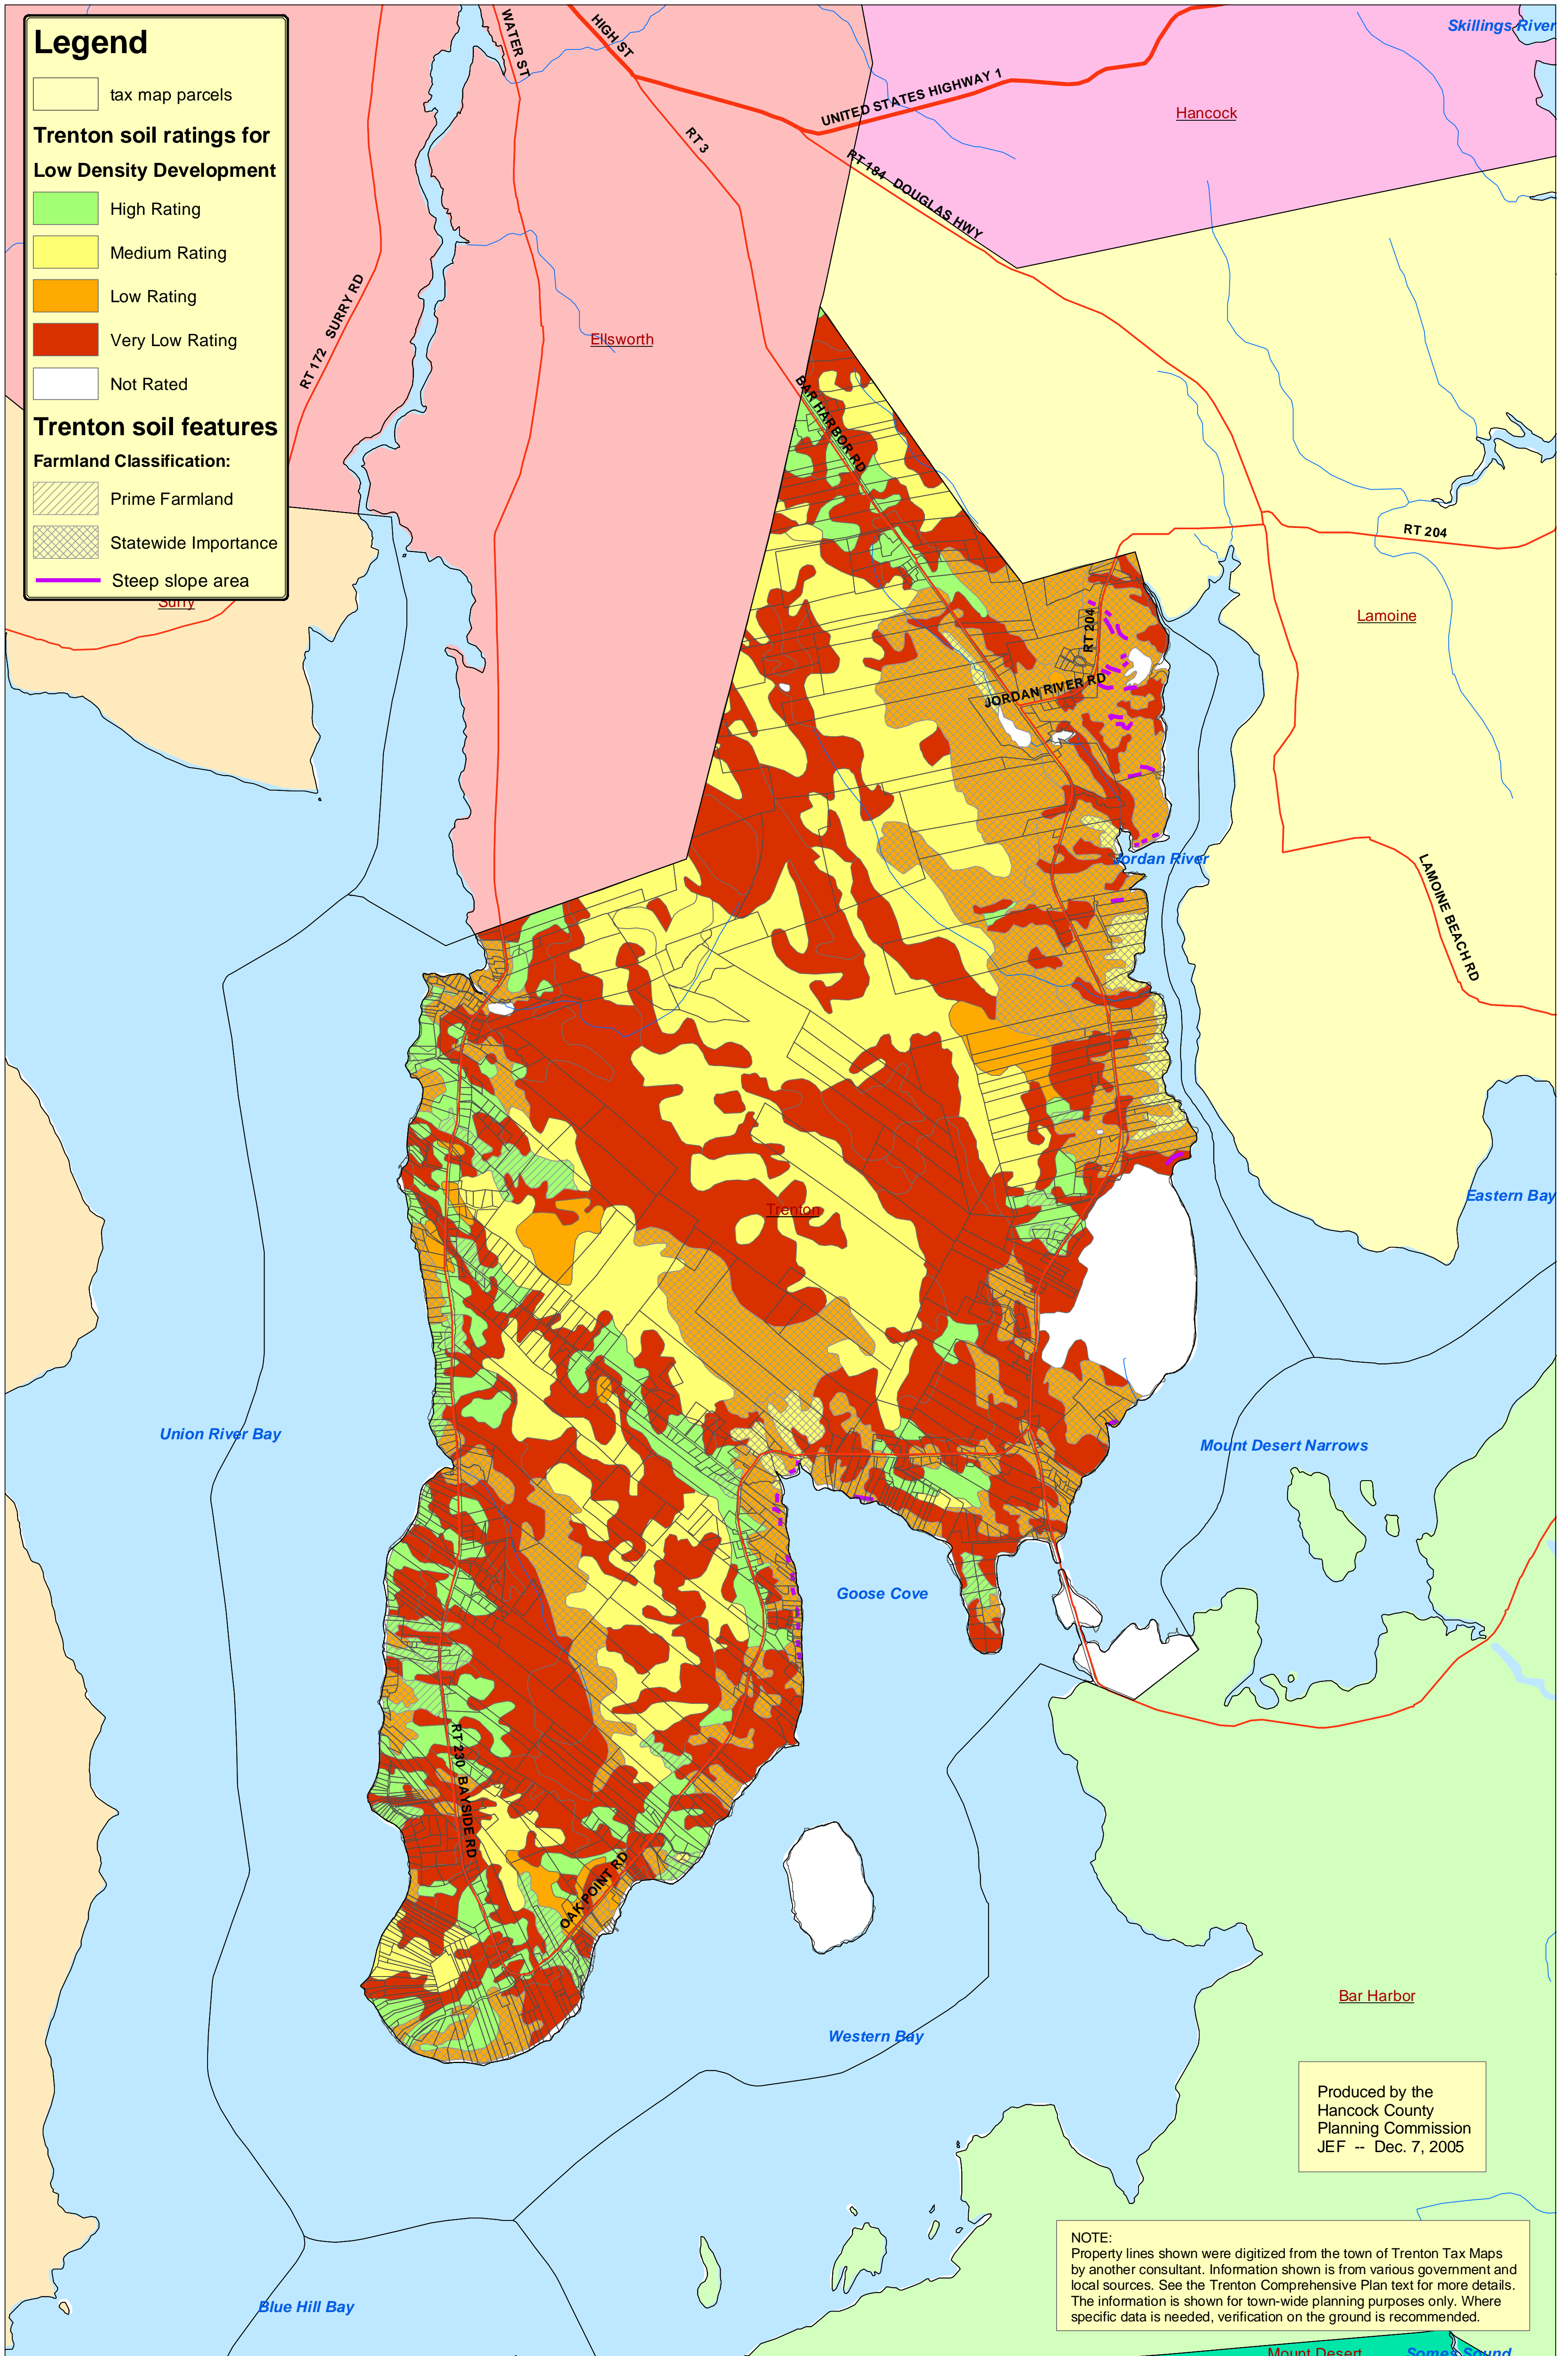 Legend
tax map parcels
Trenton soil ratings for
Low Density Development
High Rating
Medium Rating
Low Rating
Very Low Rating
Not Rated
Trenton soil features
Farmland Classification:
Prime Farmland
Statewide Importance
Steep slope area
Surry
WATER ST
HIGH ST
UNITED STATES HIGHWAY 1
Skillings River
Hancock
RT 3
RT 184 DOUGLAS HWY
RT 172 SURRY RD
Ellsworth
BAR HARBOR RD
RT 204
RT 204
Lamoine
JORDAN RIVER RD
Jordan River
LAMOINE BEACH RD
Trenton
Eastern Bay
Union River Bay
Mount Desert Narrows
Goose Cove
RT 230 BAYSIDE RD
OAK POINT RD
Bar Harbor
Western Bay
Produced by the
Hancock County
Planning Commission
JEF -- Dec. 7, 2005
NOTE:
Property lines shown were digitized from the town of Trenton Tax Maps
by another consultant. Information shown is from various government and
local sources. See the Trenton Comprehensive Plan text for more details.
The information is shown for town-wide planning purposes only. Where
specific data is needed, verification on the ground is recommended.
Blue Hill Bay
Mount Desert
Somes Sound